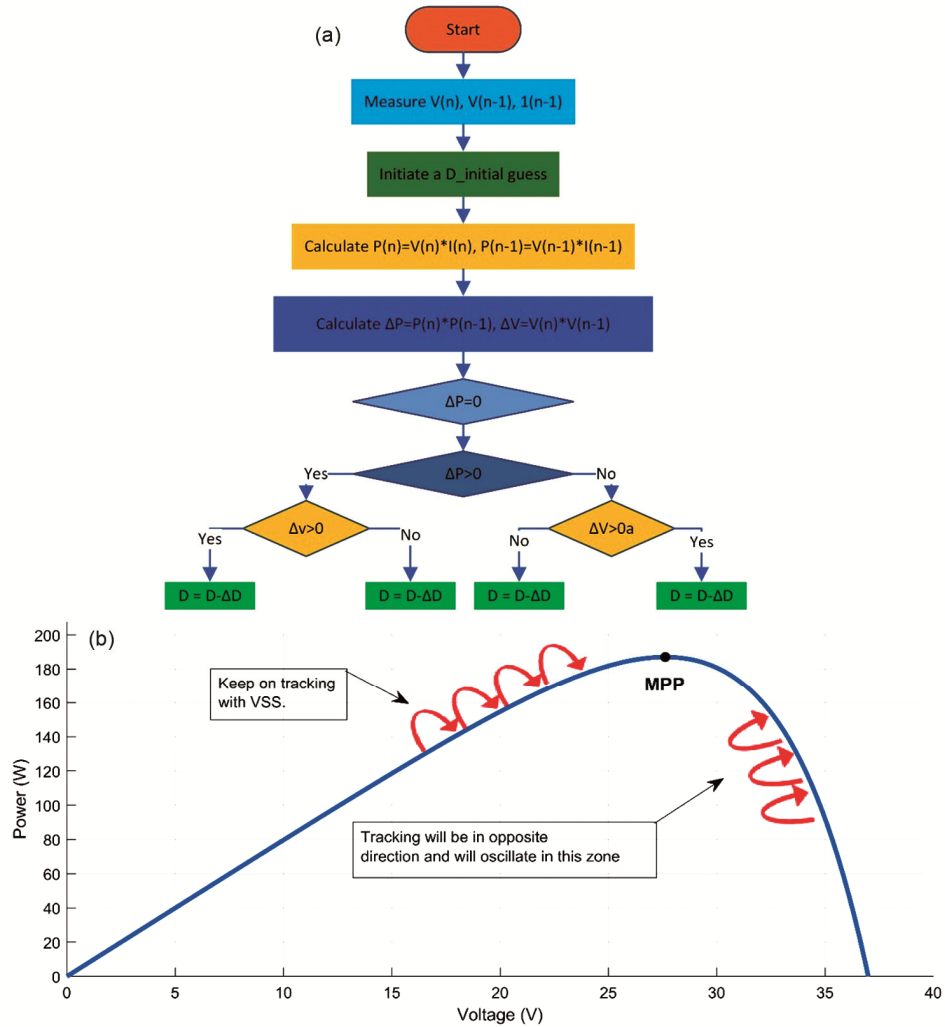 (a)
Start
Measure V(n), V(n-1), 1(n-1)
Initiate a D_initial guess
Calculate P(n)=V(n)*I(n), P(n-1)=V(n-1)*I(n-1)
Calculate ΔP=P(n)*P(n-1), ΔV=V(n)*V(n-1)
ΔP=0
Yes ΔP>0 No
Δv>0 ΔV>0a
Yes No No Yes
D = D-ΔD D = D-ΔD D = D-ΔD D = D-ΔD
(b)
200
180
160
140
120
100
80
60
40
20
0
Power (W)
Keep on tracking
with VSS.
MPP
Tracking will be in opposite
direction and will oscillate in this zone
0 5 10 15 20 25 30 35 40
Voltage (V)